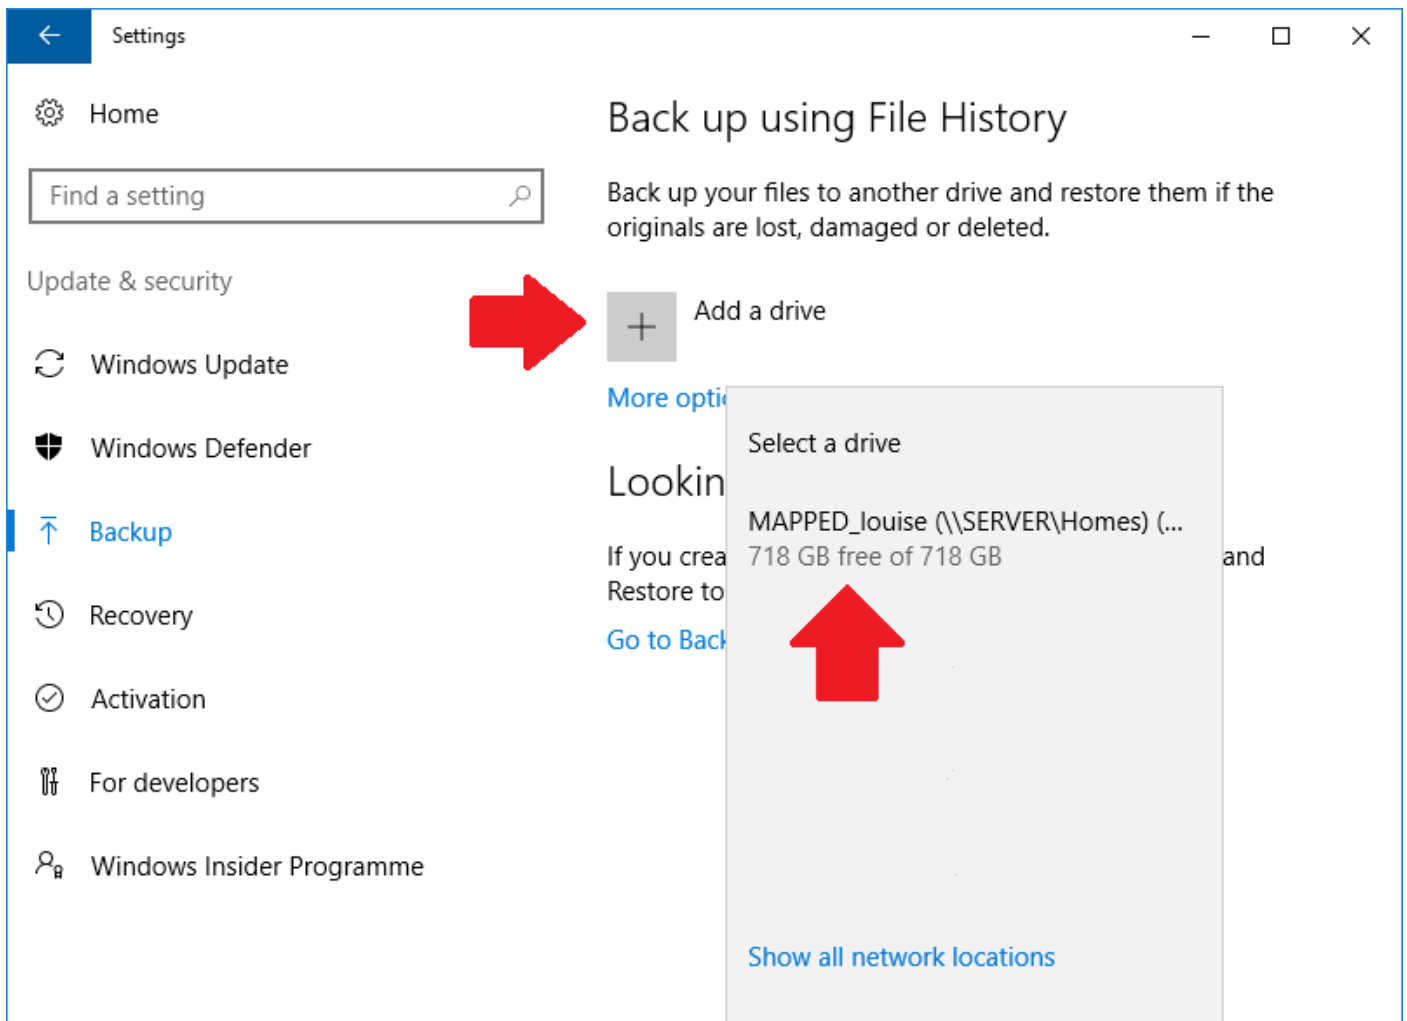 Settings
Home
Find a setting
Update & security
Windows Update
Windows Defender
Backup
Recovery
Activation
For developers
Windows Insider Programme
Back up using File History
Back up your files to another drive and restore them if the
originals are lost, damaged or deleted.
Add a drive
More opti
Lookin
If you crea
and
Restore to
Go to Back
Select a drive
MAPPED_louise (\\SERVER\Homes) (...
718 GB free of 718 GB
Show all network locations